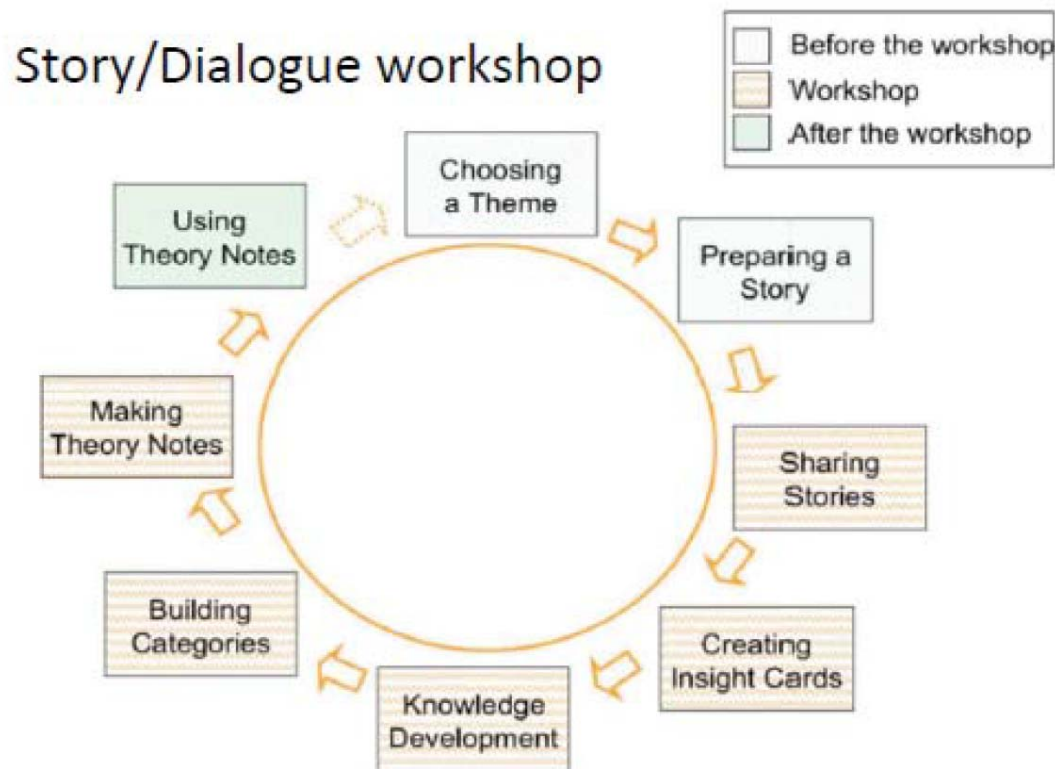 Story/Dialogue workshop
Before the workshop
Workshop
After the workshop
Choosing
a Theme
Preparing a
Story
Sharing
Stories
Creating
Insight Cards
Knowledge
Development
Building
Categories
Making
Theory Notes
Using
Theory Notes